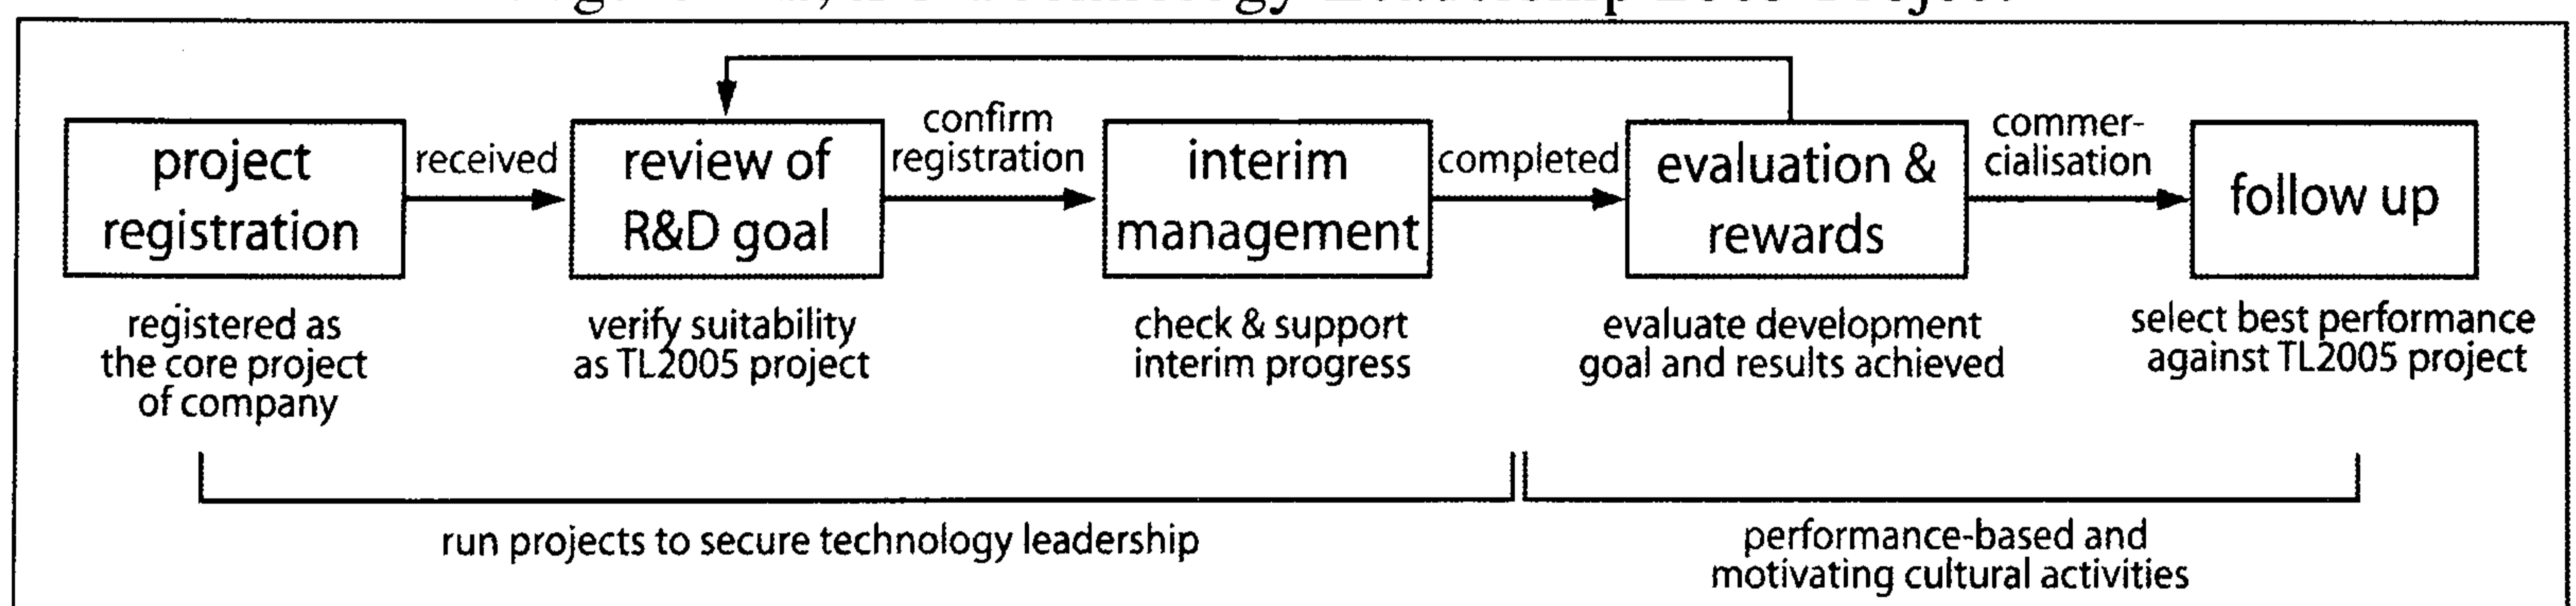 project
registration
received
review of
R&D goal
confirm
registration
interim
management
completed
evaluation &
rewards
commer-
cialisation
follow up
registered as
the core project
of company
verify suitability
as TL2005 project
check & support
interim progress
evaluate development
goal and results achieved
select best performance
against TL2005 project
run projects to secure technology leadership
performance-based and
motivating cultural activities